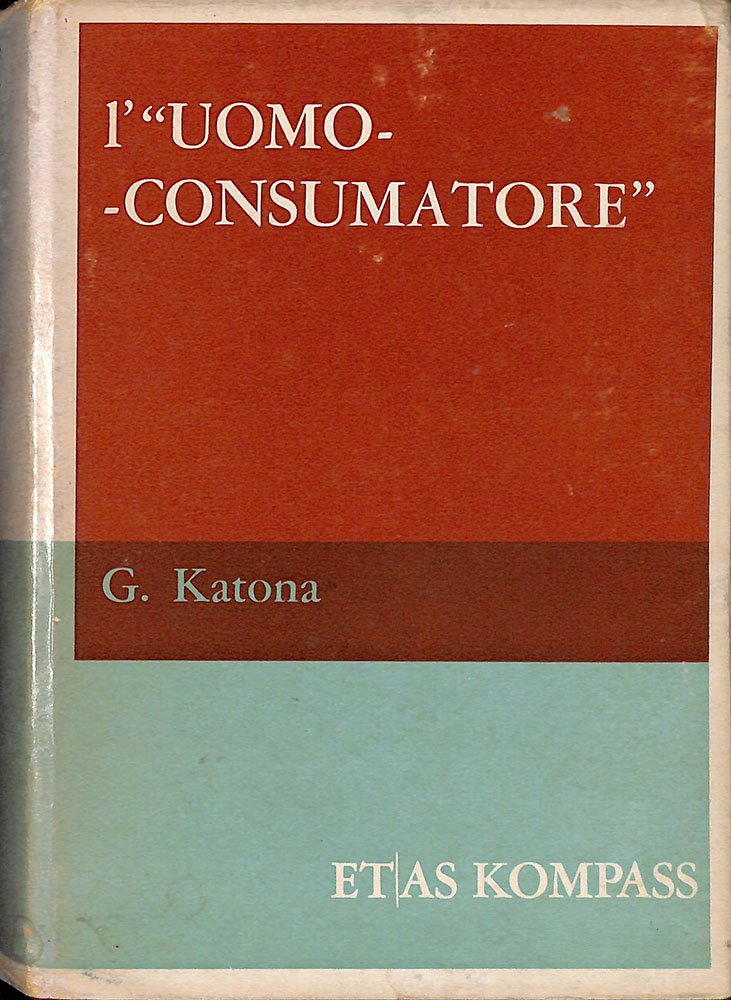 l'“UOMO-
-CONSUMATORE”
G. Katona
ET|AS KOMPASS